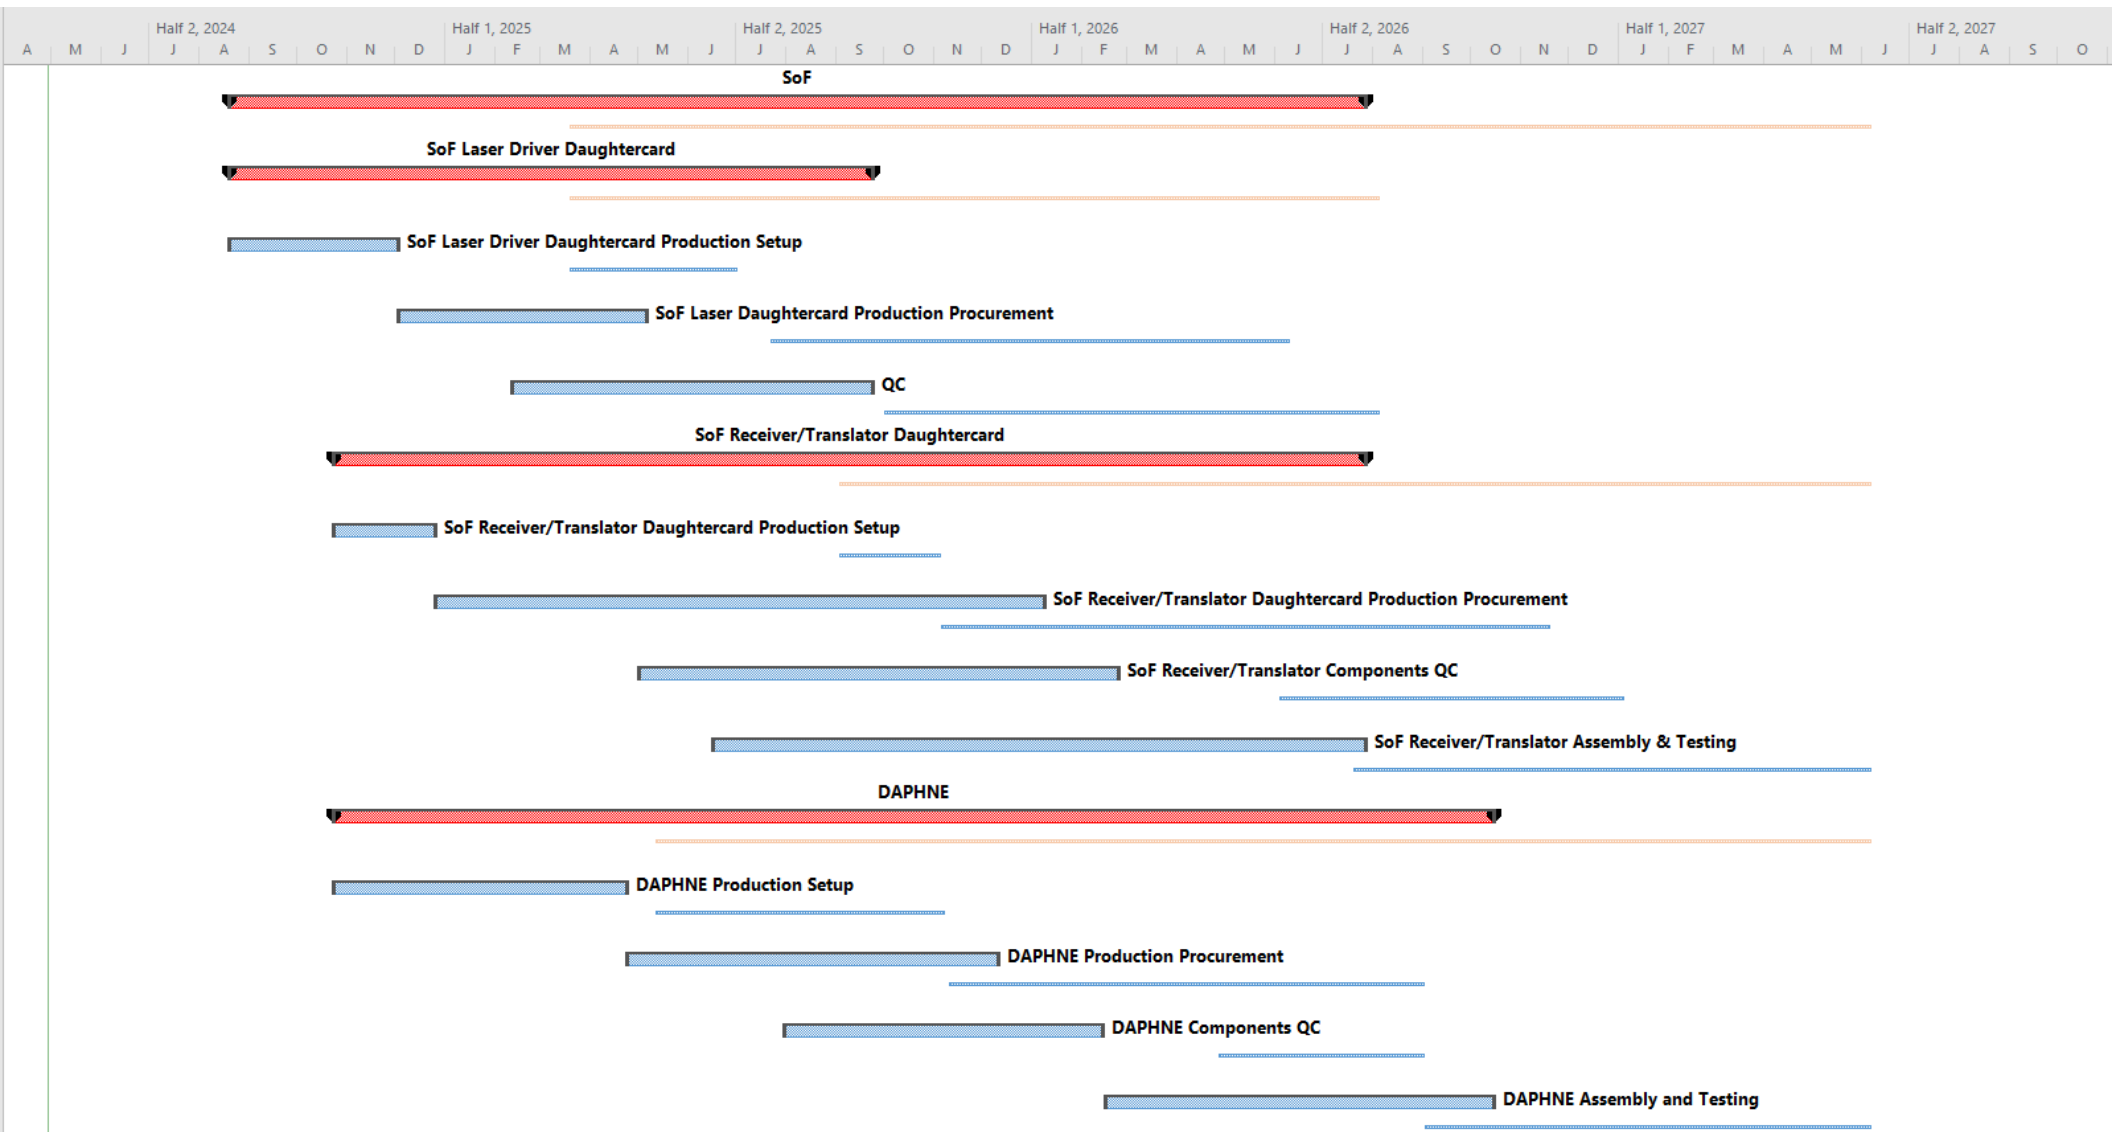 Half 2, 2024 Half 1, 2025 Half 2, 2025 Half 1, 2026 Half 2, 2026 Half 1, 2027 Half 2, 2027
A M J J A S O N D J F M A M J J A S O N D J F M A M J J A S O N D J F M A M J J A S O
SoF
SoF Laser Driver Daughtercard
SoF Laser Driver Daughtercard Production Setup
SoF Laser Daughtercard Production Procurement
QC
SoF Receiver/Translator Daughtercard
SoF Receiver/Translator Daughtercard Production Setup
SoF Receiver/Translator Daughtercard Production Procurement
SoF Receiver/Translator Components QC
SoF Receiver/Translator Assembly & Testing
DAPHNE
DAPHNE Production Setup
DAPHNE Production Procurement
DAPHNE Components QC
DAPHNE Assembly and Testing